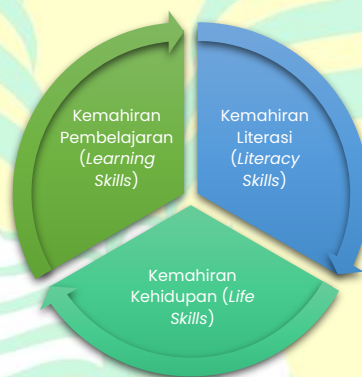 Kemahiran
Pembelajaran
(Learning
Skills)
Kemahiran
Literasi
(Literacy
Skills)
Kemahiran
Kehidupan (Life
Skills)